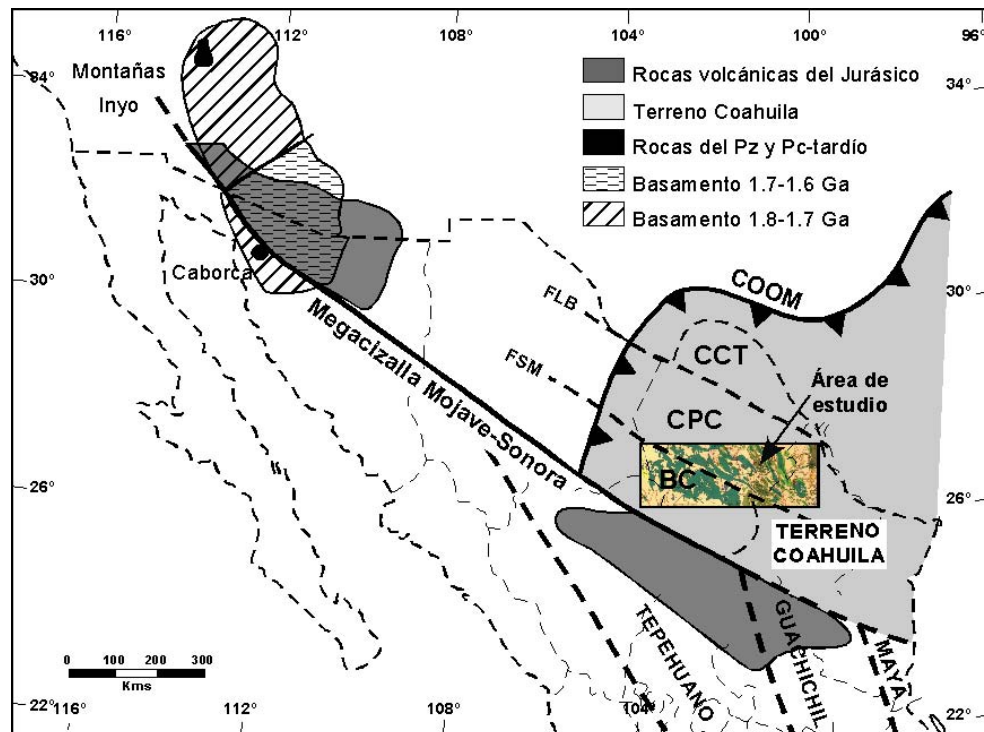 116°
112°
108°
104°
100°
96°
34°
34°
Montañas
Inyo
Rocas volcánicas del Jurásico
Terreno Coahuila
Rocas del Pz y Pc-tardío
Basamento 1.7-1.6 Ga
Basamento 1.8-1.7 Ga
30°
30°
Caborca
COOM
FLB
CCT
FSM
Área de
estudio
CPC
Megacizalla Mojave-Sonora
BC
26°
26°
TERRENO
COAHUILA
TEPEHUANO
GUACHICHIL
MAYA
0 100 200 300
Kms
22°
116°
112°
108°
104°
100°
22°